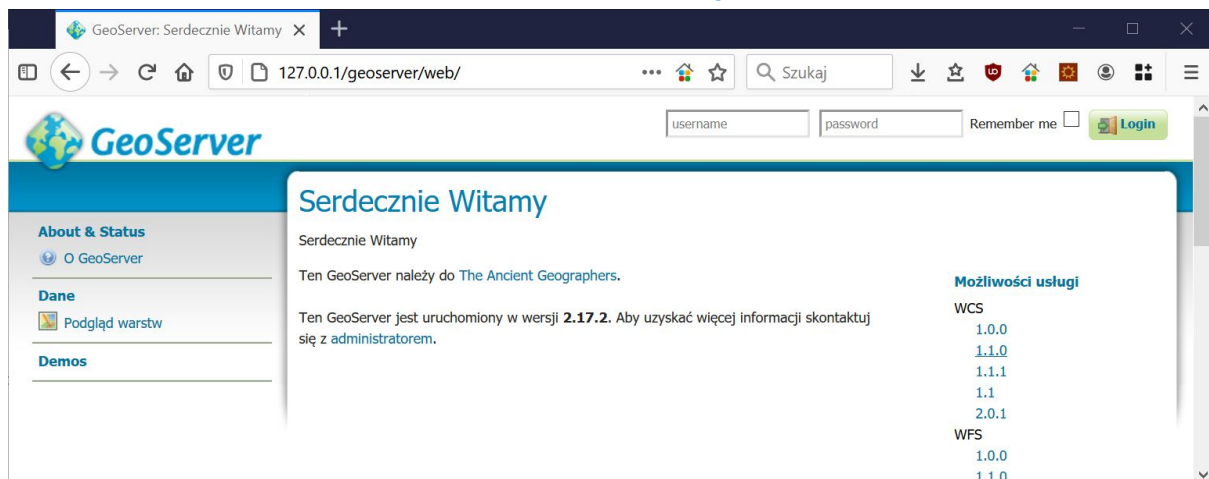 GeoServer: Serdecznie Witamy
127.0.0.1/geoserver/web/
Szukaj
GeoServer
username
password
Remember me
Login
Serdecznie Witamy
About & Status
O GeoServer
Dane
Podgląd warstw
Demos
Serdecznie Witamy
Ten GeoServer należy do The Ancient Geographers.
Ten GeoServer jest uruchomiony w wersji 2.17.2. Aby uzyskać więcej informacji skontaktuj
się z administratorem.
Możliwości usługi
WCS
1.0.0
1.1.0
1.1.1
1.1
2.0.1
WFS
1.0.0
1.1.0